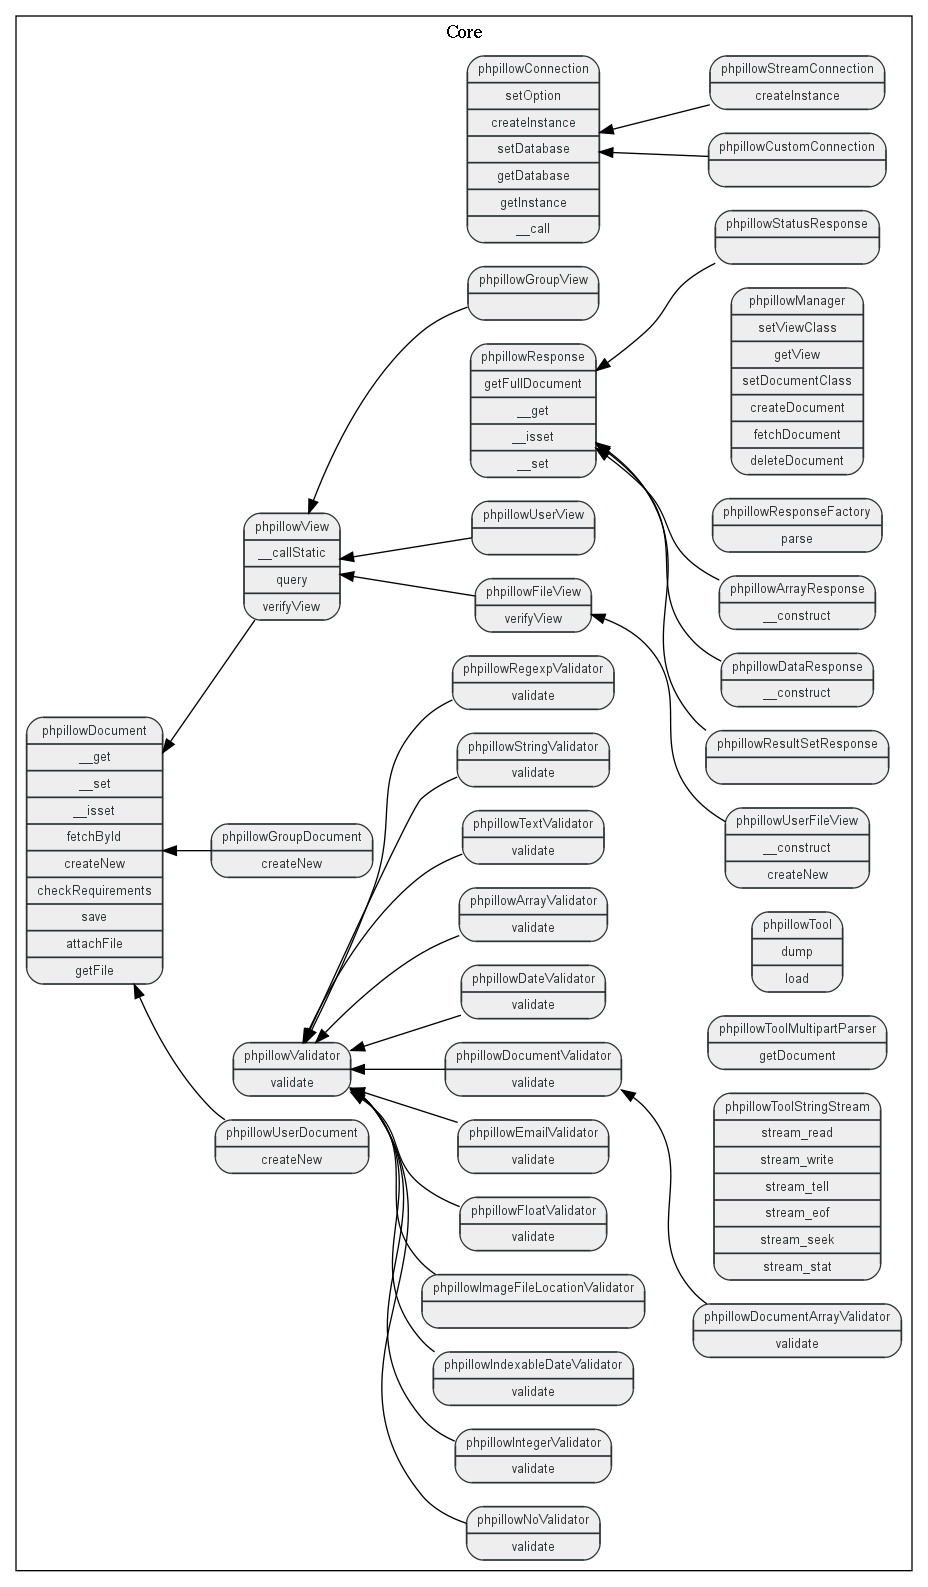 Core
phpillowConnection
setOption
createInstance
setDatabase
getDatabase
getInstance
__call
phpillowStreamConnection
createInstance
phpillowCustomConnection
phpillowStatusResponse
phpillowGroupView
phpillowManager
setViewClass
getView
setDocumentClass
createDocument
fetchDocument
deleteDocument
phpillowResponse
getFullDocument
__get
__isset
__set
phpillowResponseFactory
parse
phpillowView
__callStatic
query
verifyView
phpillowUserView
phpillowFileView
verifyView
phpillowArrayResponse
__construct
phpillowDataResponse
__construct
phpillowResultSetResponse
phpillowRegexpValidator
validate
phpillowStringValidator
validate
phpillowDocument
__get
__set
__isset
fetchById
createNew
checkRequirements
save
attachFile
getFile
phpillowGroupDocument
createNew
phpillowTextValidator
validate
phpillowUserFileView
__construct
createNew
phpillowArrayValidator
validate
phpillowTool
dump
load
phpillowDateValidator
validate
phpillowToolMultipartParser
getDocument
phpillowValidator
validate
phpillowDocumentValidator
validate
phpillowToolStringStream
stream_read
stream_write
stream_tell
stream_eof
stream_seek
stream_stat
phpillowUserDocument
createNew
phpillowEmailValidator
validate
phpillowFloatValidator
validate
phpillowImageFileLocationValidator
phpillowDocumentArrayValidator
validate
phpillowIndexableDateValidator
validate
phpillowIntegerValidator
validate
phpillowNoValidator
validate